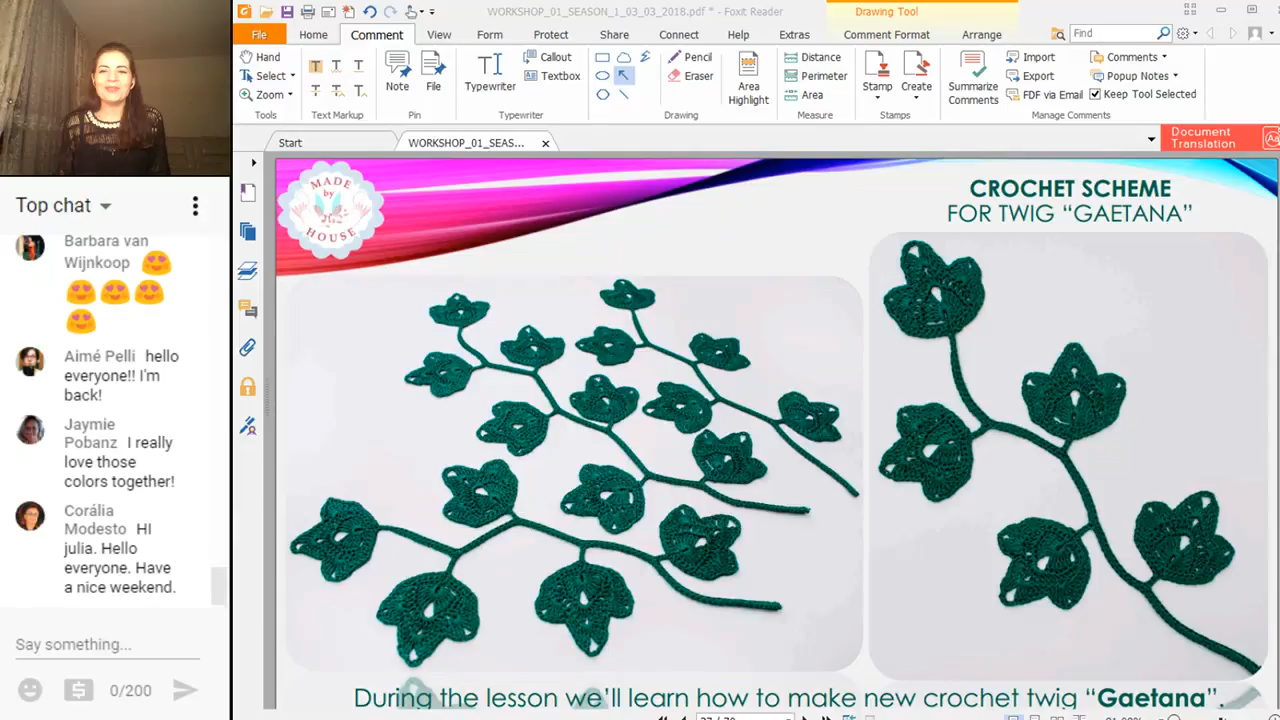 WORKSHOP_01_SEASON_1_03_03_2018.pdf * - Foxit Reader
Drawing Tool
File Home Comment View Form Protect Share Connect Help Extras Comment Format Arrange Find
Hand
Select
Zoom
Tools
T T T
T T T
Text Markup
Note
File
Pin
Typewriter
Callout
Textbox
Typewriter
Pencil
Eraser
Area
Highlight
Drawing
Distance
Perimeter
Area
Measure
Stamp
Create
Stamps
Summarize
Comments
Import
Export
FDF via Email
Comments
Popup Notes
Keep Tool Selected
Manage Comments
Start
WORKSHOP_01_SEAS...
Document
Translation
Top chat
Barbara van
Wijnkoop
Aimé Pelli hello
everyone!! I'm
back!
Jaymie
Pobanz I really
love those
colors together!
Corália
Modesto HI
julia. Hello
everyone. Have
a nice weekend.
Say something...
0/200
MADE
by
HOUSE
CROCHET SCHEME
FOR TWIG “GAETANA”
During the lesson we’ll learn how to make new crochet twig “Gaetana”.